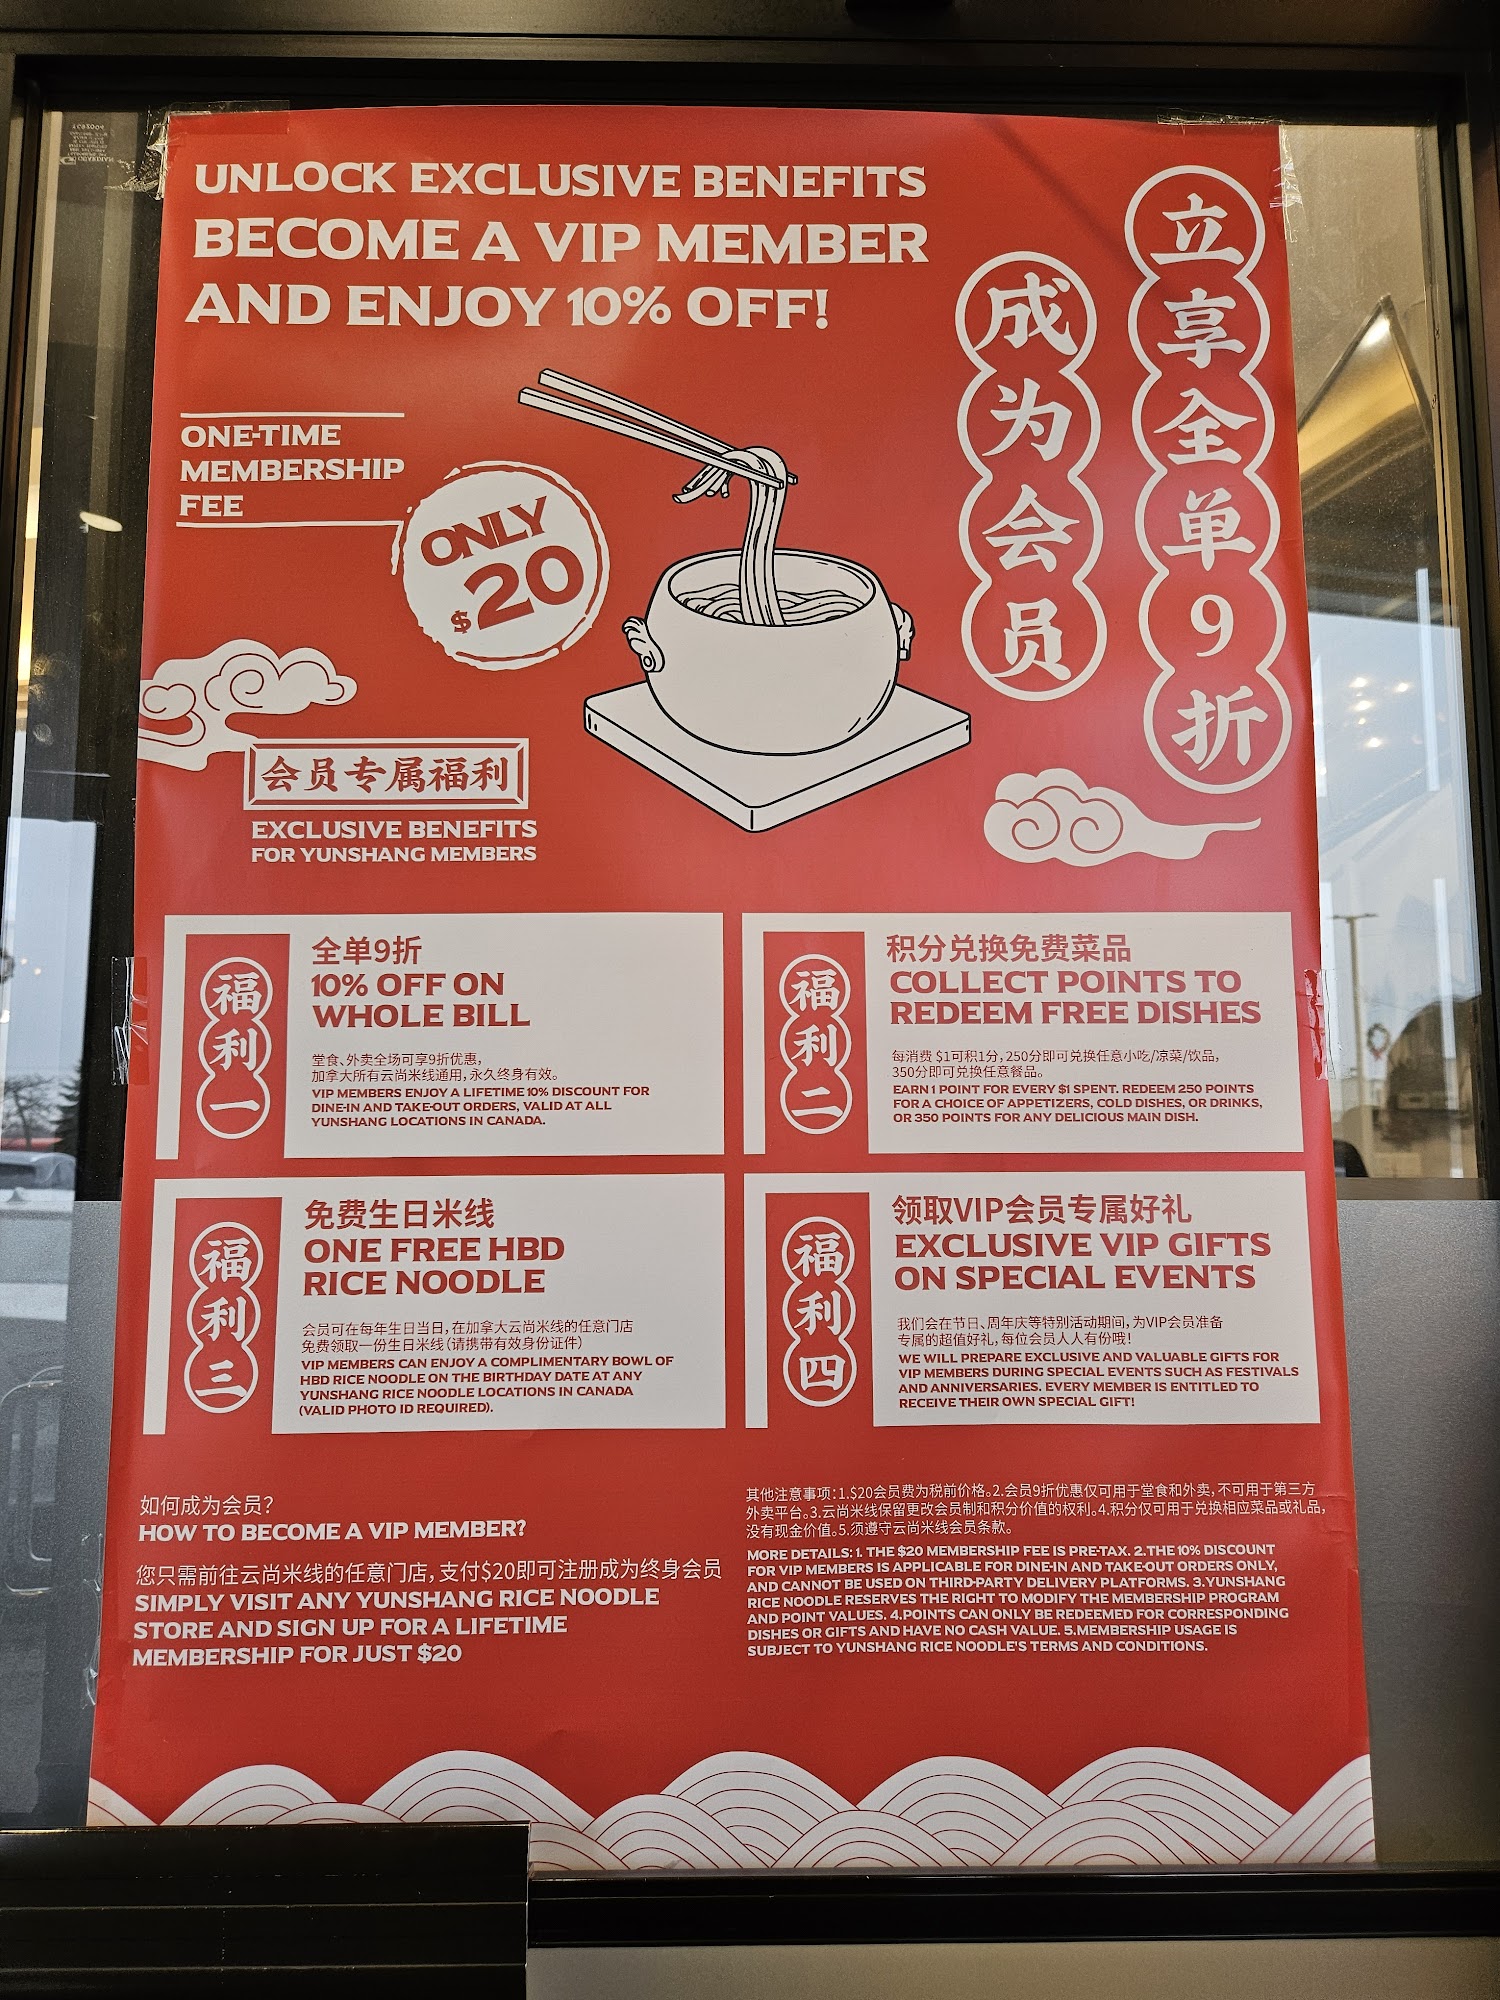 UNLOCK EXCLUSIVE BENEFITS
BECOME A VIP MEMBER
AND ENJOY 10% OFF!
立享全单9折
成为会员
ONE-TIME
MEMBERSHIP
FEE
ONLY
$20
会员专属福利
EXCLUSIVE BENEFITS
FOR YUNSHANG MEMBERS
福利一
全单9折
10% OFF ON
WHOLE BILL
堂食、外卖全场可享9折优惠，
加拿大所有云尚米线通用，永久终身有效。
VIP MEMBERS ENJOY A LIFETIME 10% DISCOUNT FOR
DINE-IN AND TAKE-OUT ORDERS, VALID AT ALL
YUNSHANG LOCATIONS IN CANADA.
福利二
积分兑换免费菜品
COLLECT POINTS TO
REDEEM FREE DISHES
每消费 $1可积1分，250分即可兑换任意小吃/凉菜/饮品，
350分即可兑换任意餐品。
EARN 1 POINT FOR EVERY $1 SPENT. REDEEM 250 POINTS
FOR A CHOICE OF APPETIZERS, COLD DISHES, OR DRINKS,
OR 350 POINTS FOR ANY DELICIOUS MAIN DISH.
福利三
免费生日米线
ONE FREE HBD
RICE NOODLE
会员可在每年生日当日，在加拿大云尚米线的任意门店
免费领取一份生日米线（请携带有效身份证件）
VIP MEMBERS CAN ENJOY A COMPLIMENTARY BOWL OF
HBD RICE NOODLE ON THE BIRTHDAY DATE AT ANY
YUNSHANG RICE NOODLE LOCATIONS IN CANADA
(VALID PHOTO ID REQUIRED).
福利四
领取VIP会员专属好礼
EXCLUSIVE VIP GIFTS
ON SPECIAL EVENTS
我们会在节日、周年庆等特别活动期间，为VIP会员准备
专属的超值好礼，每位会员人人有份哦！
WE WILL PREPARE EXCLUSIVE AND VALUABLE GIFTS FOR
VIP MEMBERS DURING SPECIAL EVENTS SUCH AS FESTIVALS
AND ANNIVERSARIES. EVERY MEMBER IS ENTITLED TO
RECEIVE THEIR OWN SPECIAL GIFT!
如何成为会员？
HOW TO BECOME A VIP MEMBER?
您只需前往云尚米线的任意门店，支付$20即可注册成为终身会员
SIMPLY VISIT ANY YUNSHANG RICE NOODLE
STORE AND SIGN UP FOR A LIFETIME
MEMBERSHIP FOR JUST $20
其他注意事项：1.$20会员费为税前价格。2.会员9折优惠仅可用于堂食和外卖，不可用于第三方
外卖平台。3.云尚米线保留更改会员制和积分价值的权利。4.积分仅可用于兑换相应菜品或礼品，
没有现金价值。5.须遵守云尚米线会员条款。
MORE DETAILS: 1. THE $20 MEMBERSHIP FEE IS PRE-TAX. 2.THE 10% DISCOUNT
FOR VIP MEMBERS IS APPLICABLE FOR DINE-IN AND TAKE-OUT ORDERS ONLY,
AND CANNOT BE USED ON THIRD-PARTY DELIVERY PLATFORMS. 3.YUNSHANG
RICE NOODLE RESERVES THE RIGHT TO MODIFY THE MEMBERSHIP PROGRAM
AND POINT VALUES. 4.POINTS CAN ONLY BE REDEEMED FOR CORRESPONDING
DISHES OR GIFTS AND HAVE NO CASH VALUE. 5.MEMBERSHIP USAGE IS
SUBJECT TO YUNSHANG RICE NOODLE'S TERMS AND CONDITIONS.